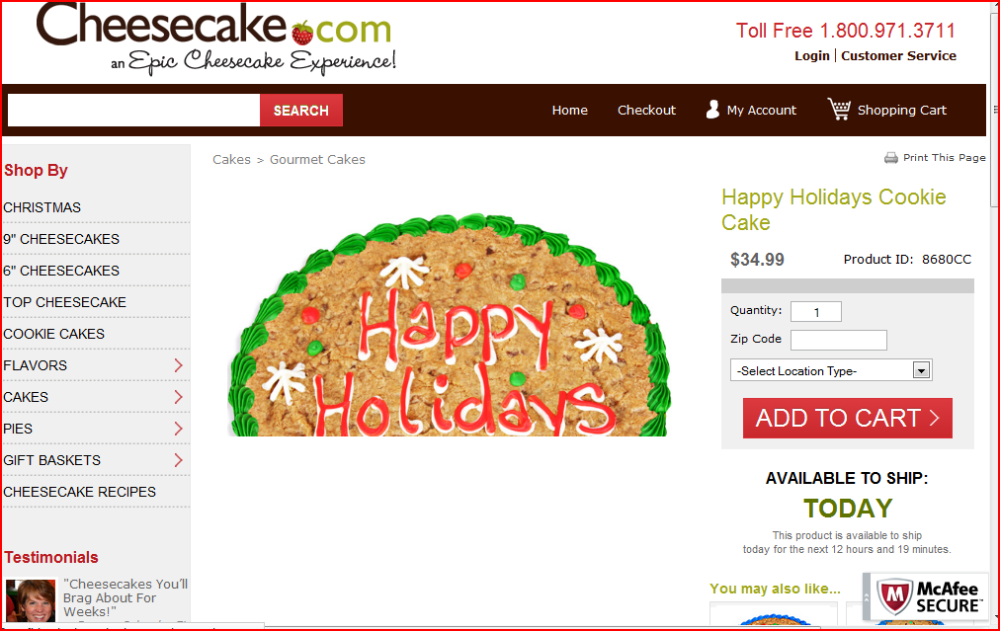 Cheesecake.com
an Epic Cheesecake Experience!
Toll Free 1.800.971.3711
Login | Customer Service
SEARCH
Home
Checkout
My Account
Shopping Cart
Shop By
CHRISTMAS
9" CHEESECAKES
6" CHEESECAKES
TOP CHEESECAKE
COOKIE CAKES
FLAVORS
CAKES
PIES
GIFT BASKETS
CHEESECAKE RECIPES
Testimonials
"Cheesecakes You'll
Brag About For
Weeks!"
Cakes > Gourmet Cakes
Print This Page
Happy
Holidays
Happy Holidays Cookie
Cake
$34.99
Product ID: 8680CC
Quantity: 1
Zip Code
-Select Location Type-
ADD TO CART >
AVAILABLE TO SHIP:
TODAY
This product is available to ship
today for the next 12 hours and 19 minutes.
You may also like...
McAfee
SECURE™